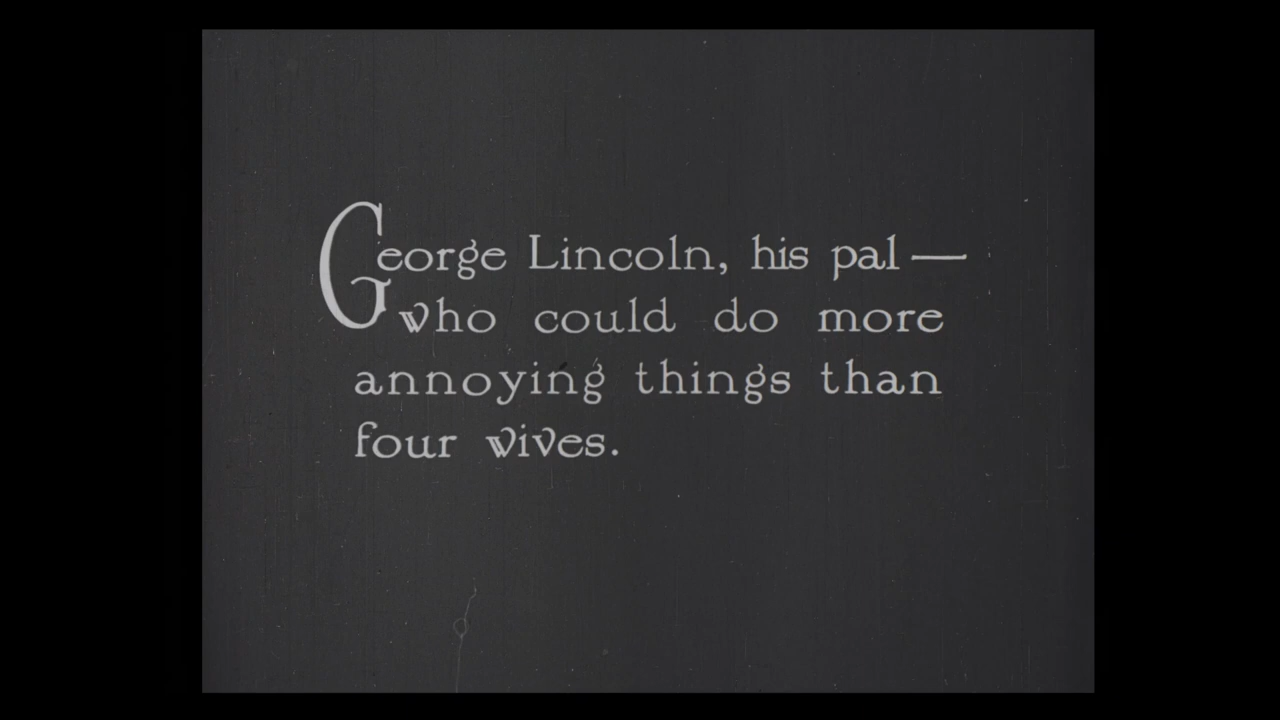 George Lincoln, his pal —
who could do more
annoying things than
four wives.